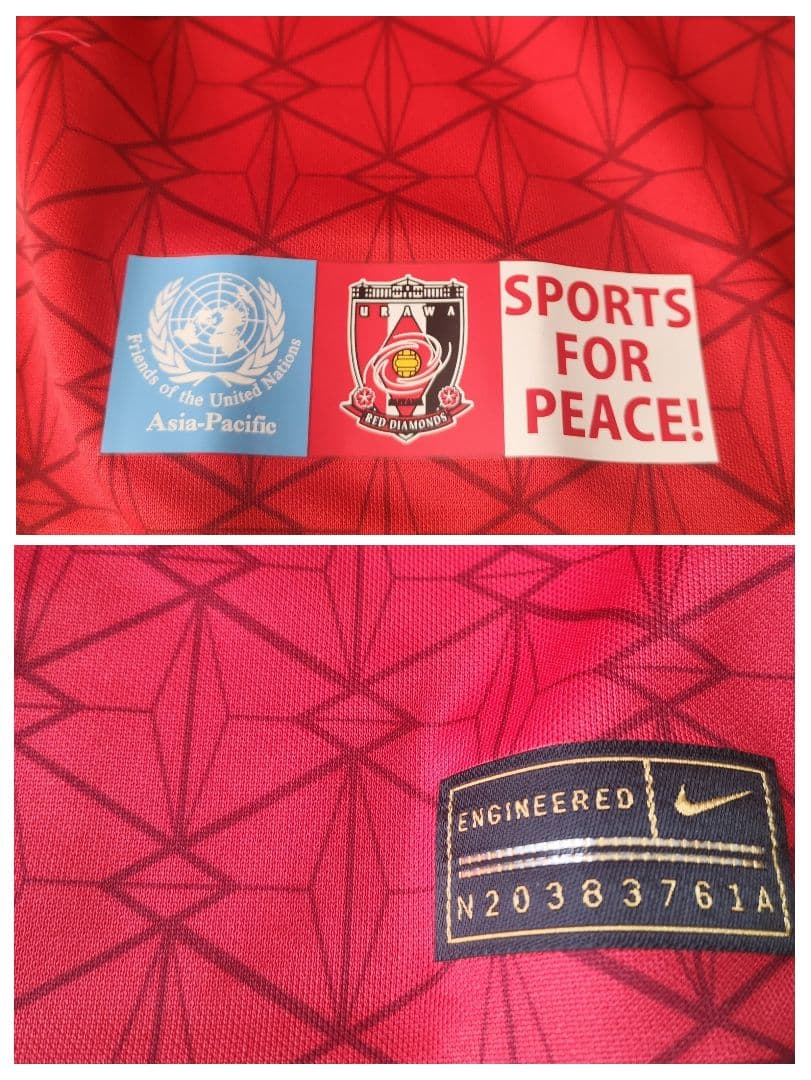 Friends of the United Nations
Asia-Pacific
URAWA
RED DIAMONDS
SPORTS
FOR
PEACE!
ENGINEERED
N20383761A